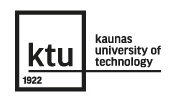 ktu
1922
kaunas
university of
technology